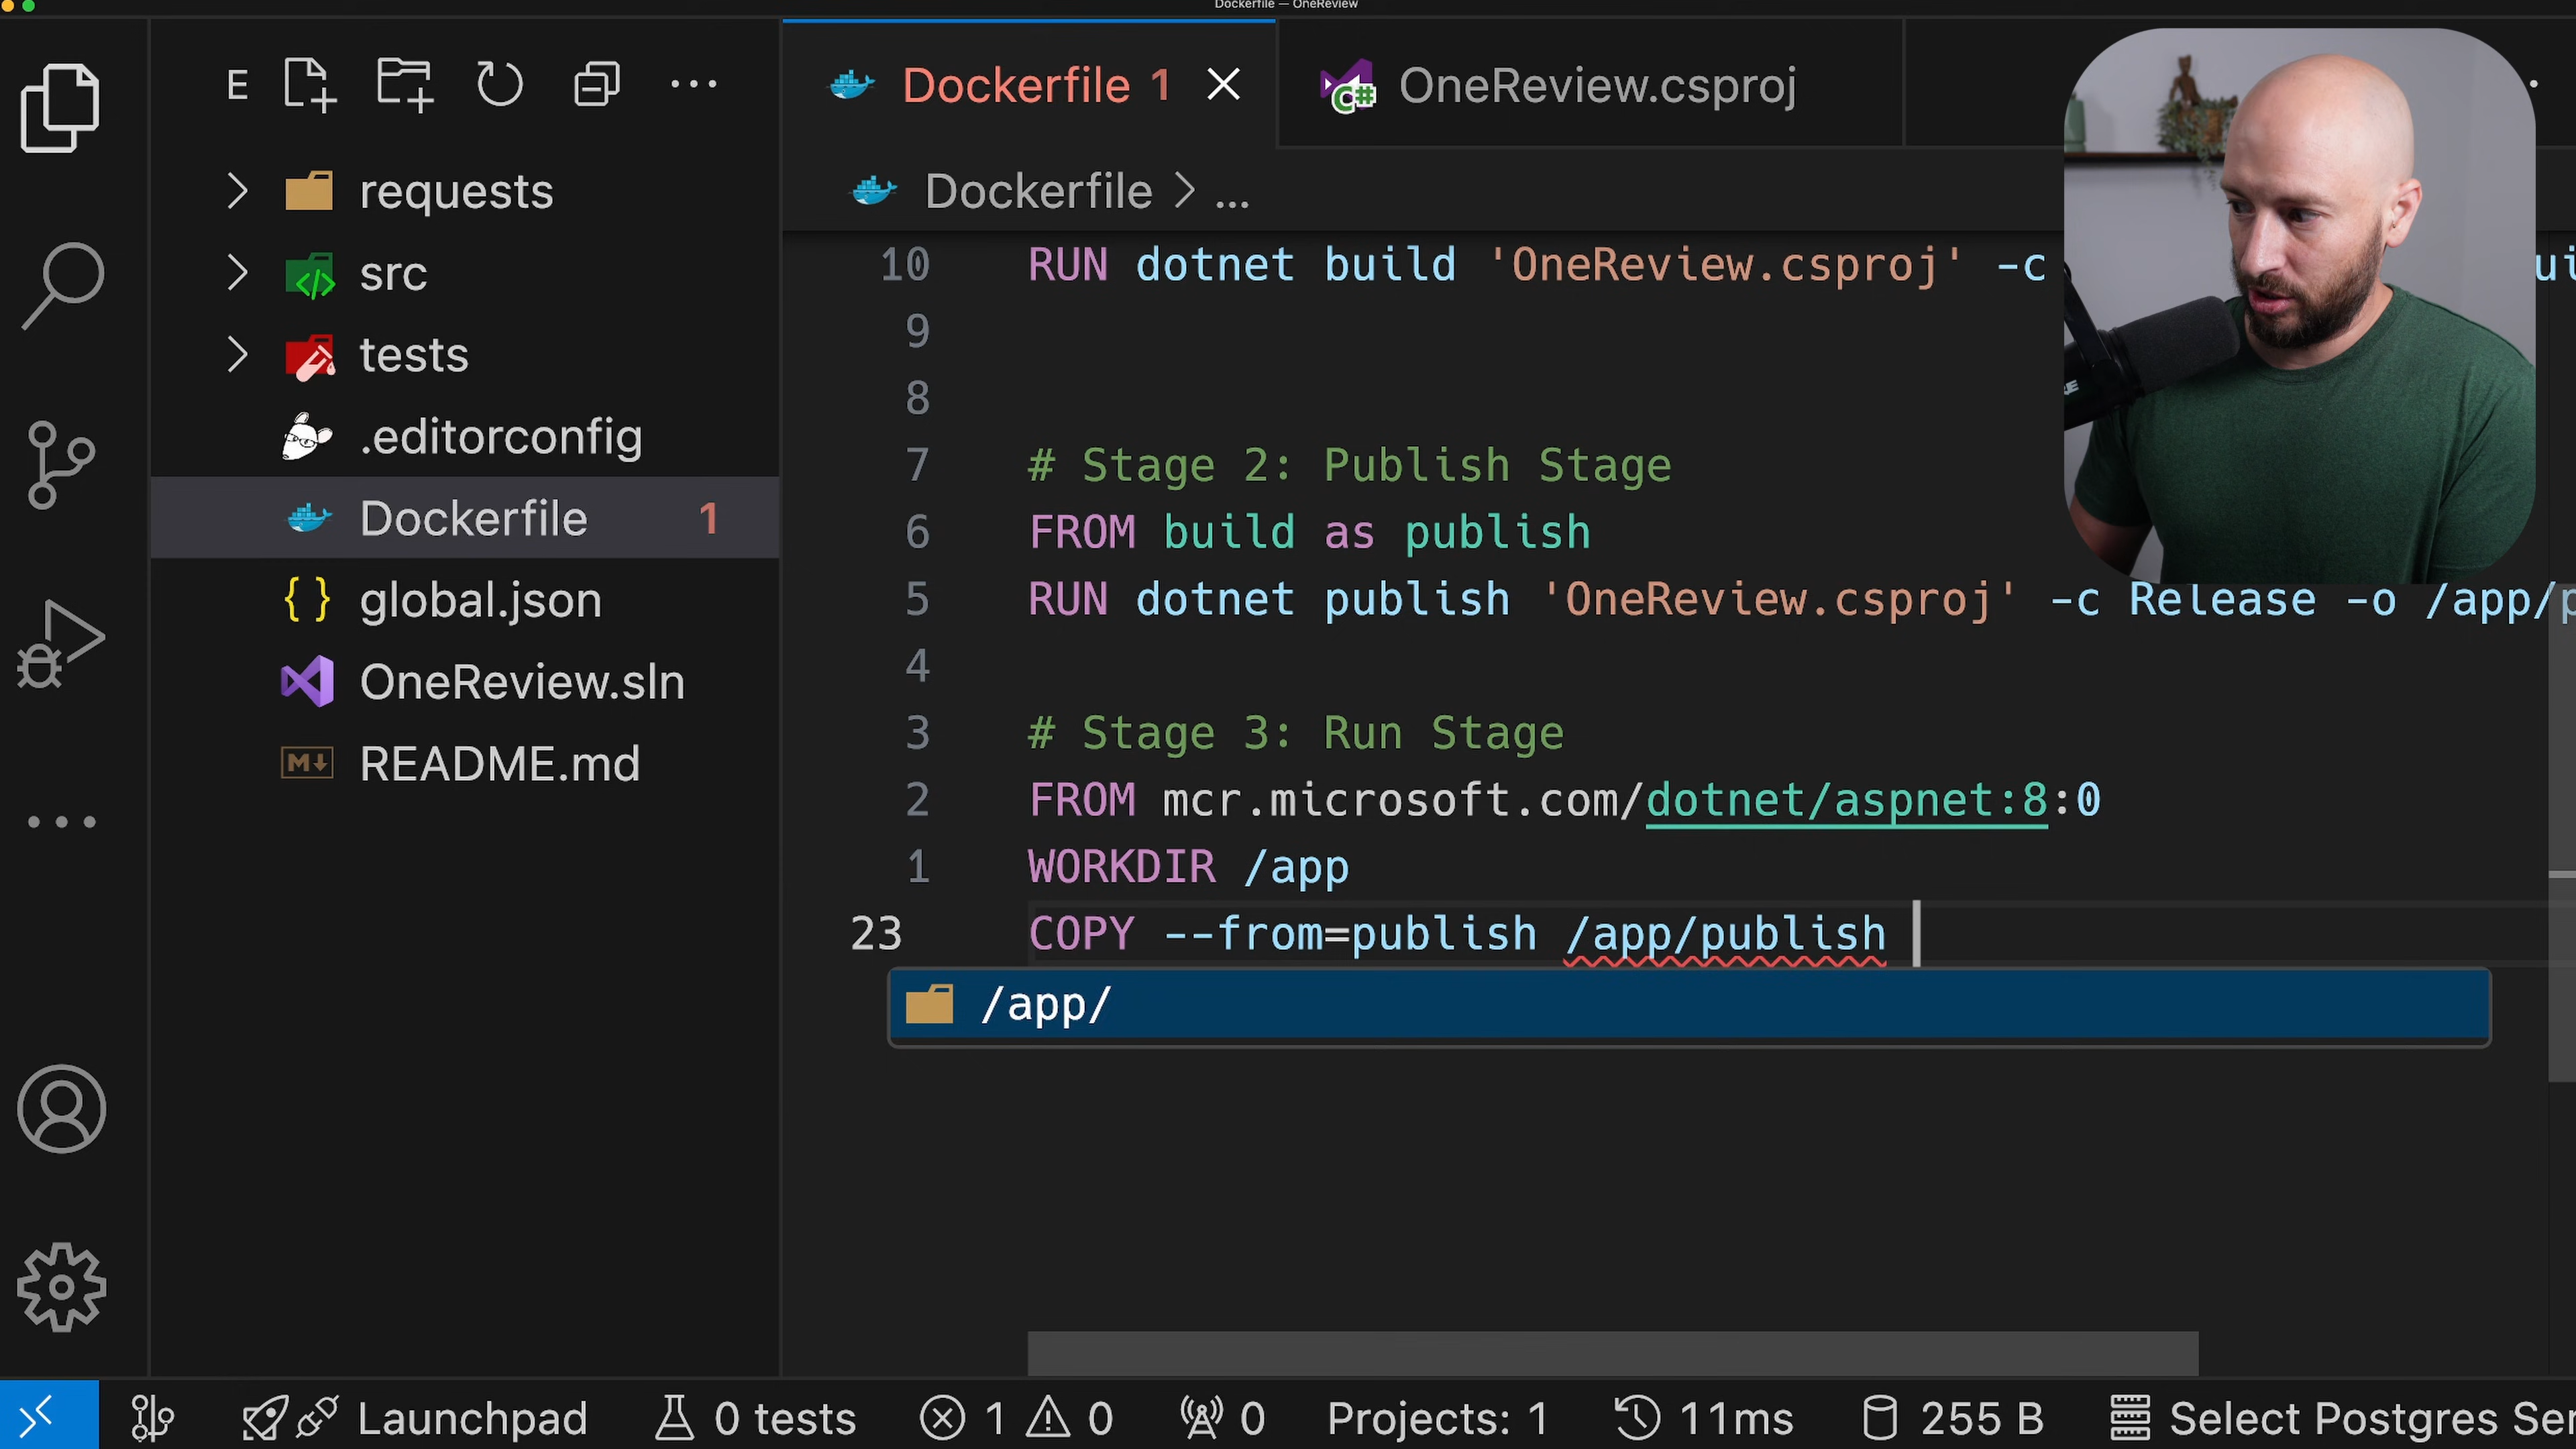 Dockerfile — OneReview
E
Dockerfile 1
OneReview.csproj
Dockerfile > ...
requests
src
tests
.editorconfig
Dockerfile 1
global.json
OneReview.sln
README.md
10 RUN dotnet build 'OneReview.csproj' -c
9
8
7 # Stage 2: Publish Stage
6 FROM build as publish
5 RUN dotnet publish 'OneReview.csproj' -c Release -o /app/p
4
3 # Stage 3: Run Stage
2 FROM mcr.microsoft.com/dotnet/aspnet:8:0
1 WORKDIR /app
23 COPY --from=publish /app/publish
/app/
Launchpad 0 tests 1 0 0 Projects: 1 11ms 255 B Select Postgres Ser